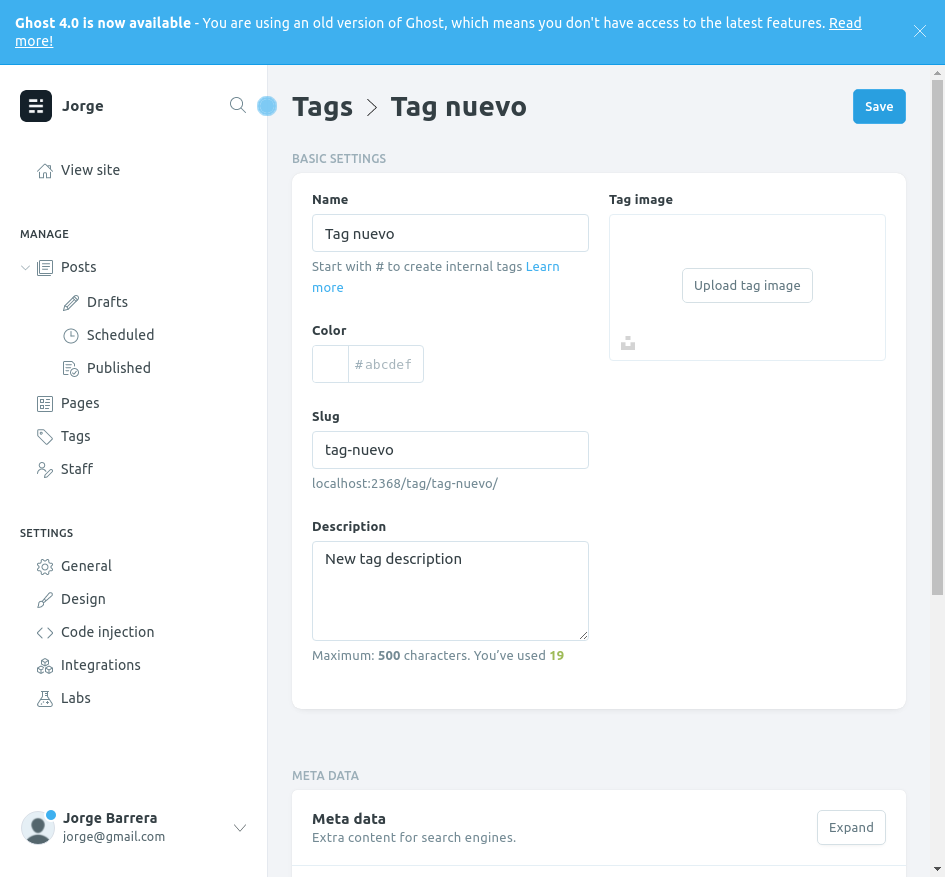 Ghost 4.0 is now available - You are using an old version of Ghost, which means you don't have access to the latest features. Read
more!
Jorge
View site
MANAGE
Posts
Drafts
Scheduled
Published
Pages
Tags
Staff
SETTINGS
General
Design
Code injection
Integrations
Labs
Jorge Barrera
jorge@gmail.com
Tags > Tag nuevo
Save
BASIC SETTINGS
Name
Tag nuevo
Start with # to create internal tags Learn
more
Color
#abcdef
Slug
tag-nuevo
localhost:2368/tag/tag-nuevo/
Description
New tag description
Maximum: 500 characters. You’ve used 19
Tag image
Upload tag image
META DATA
Meta data
Extra content for search engines.
Expand